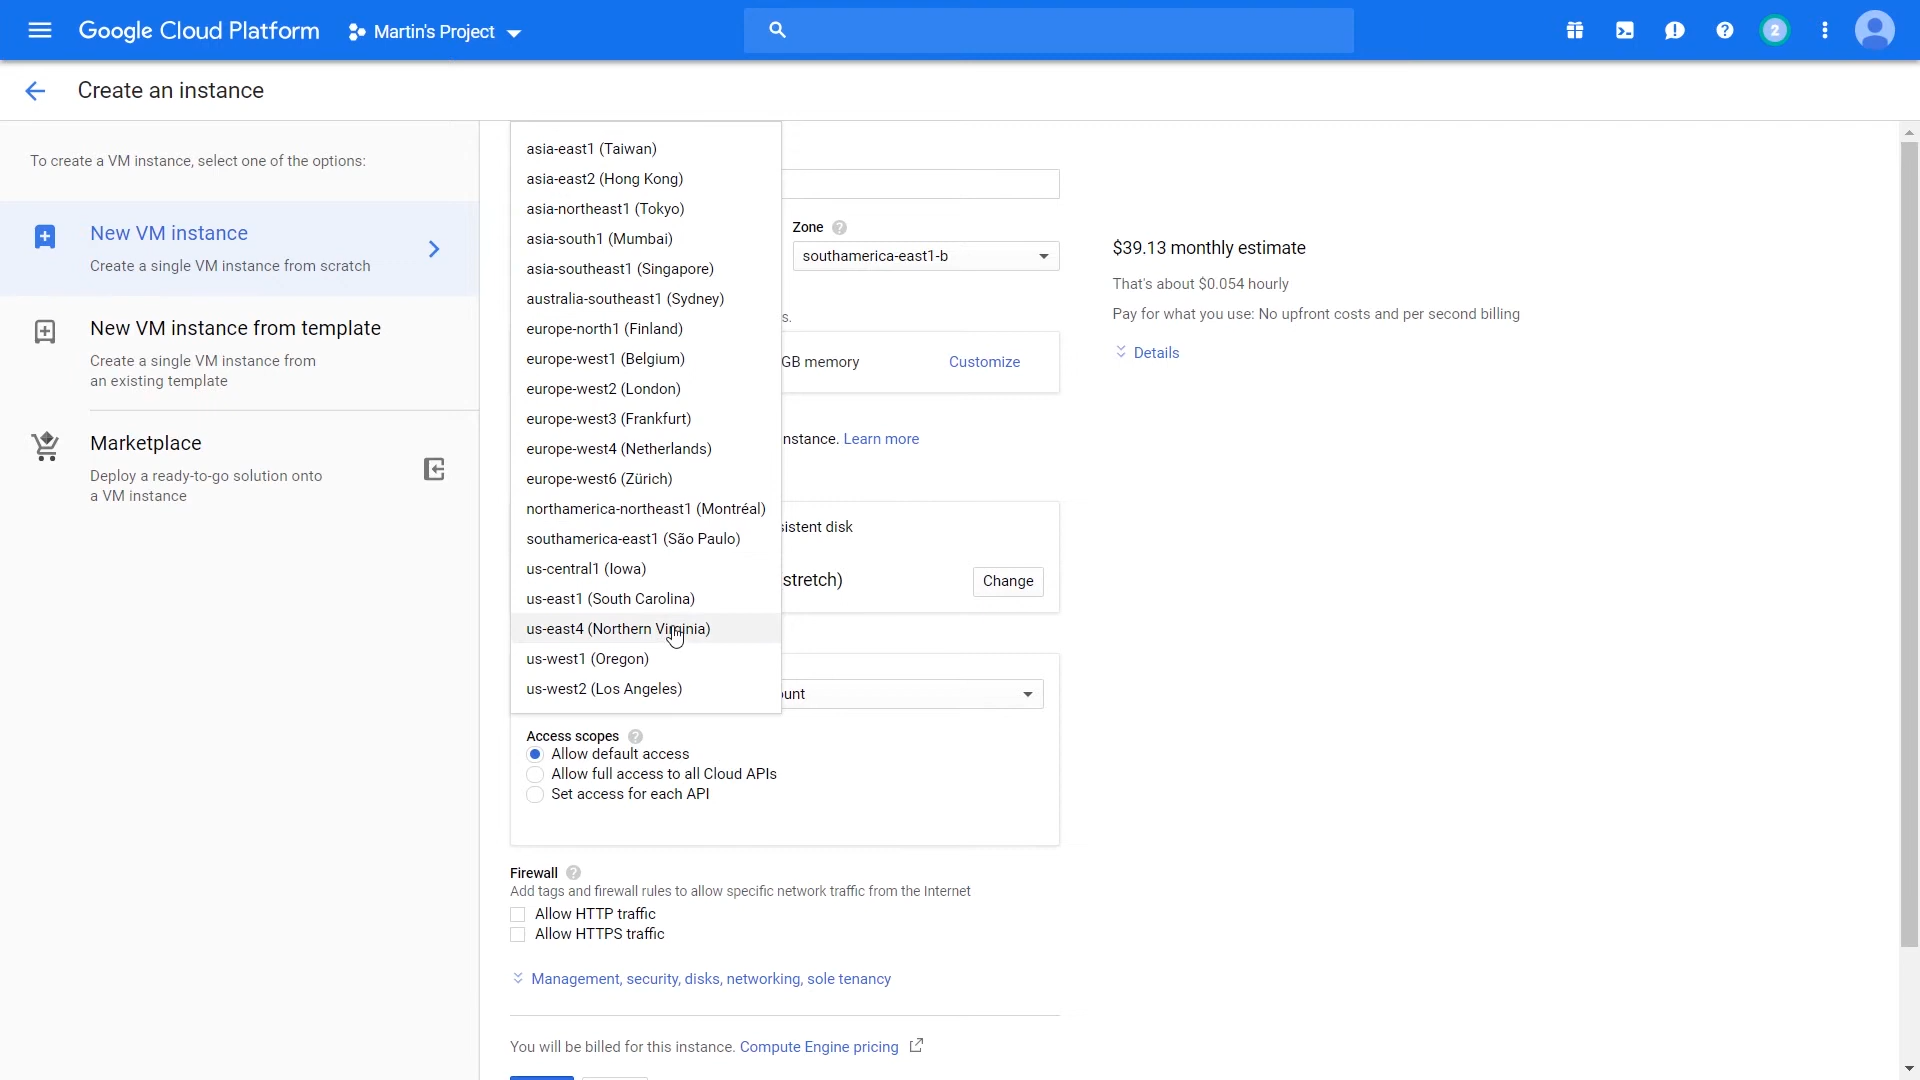 Google Cloud Platform
Martin's Project
2
Create an instance
To create a VM instance, select one of the options:
New VM instance
Create a single VM instance from scratch
New VM instance from template
Create a single VM instance from
an existing template
Marketplace
Deploy a ready-to-go solution onto
a VM instance
asia-east1 (Taiwan)
asia-east2 (Hong Kong)
asia-northeast1 (Tokyo)
asia-south1 (Mumbai)
asia-southeast1 (Singapore)
australia-southeast1 (Sydney)
europe-north1 (Finland)
europe-west1 (Belgium)
europe-west2 (London)
europe-west3 (Frankfurt)
europe-west4 (Netherlands)
europe-west6 (Zürich)
northamerica-northeast1 (Montréal)
southamerica-east1 (São Paulo)
us-central1 (Iowa)
us-east1 (South Carolina)
us-east4 (Northern Virginia)
us-west1 (Oregon)
us-west2 (Los Angeles)
Zone
southamerica-east1-b
s.
GB memory Customize
nstance. Learn more
sistent disk
stretch) Change
unt
Access scopes
Allow default access
Allow full access to all Cloud APIs
Set access for each API
Firewall
Add tags and firewall rules to allow specific network traffic from the Internet
Allow HTTP traffic
Allow HTTPS traffic
Management, security, disks, networking, sole tenancy
You will be billed for this instance. Compute Engine pricing
$39.13 monthly estimate
That's about $0.054 hourly
Pay for what you use: No upfront costs and per second billing
Details